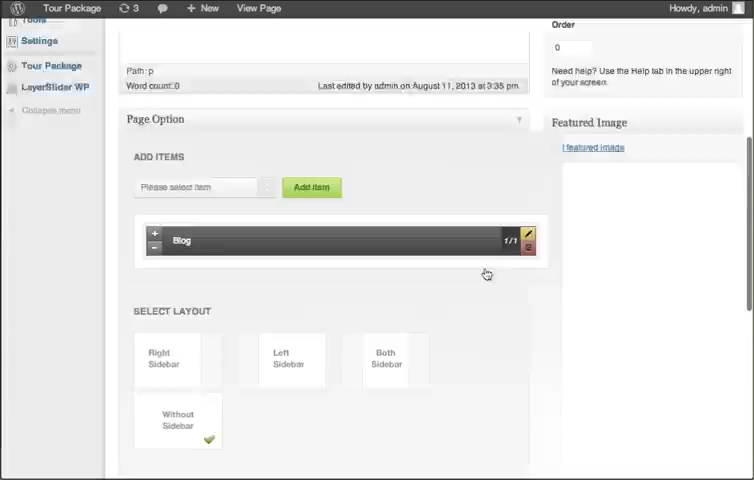 Tour Package 3 + New View Page Howdy, admin
Tools
Settings
Tour Package
LayerSlider WP
Collapse menu
Path: p
Word count: 0 Last edited by admin on August 11, 2013 at 3:35 pm
Order
0
Need help? Use the Help tab in the upper right
of your screen.
Featured Image
featured image
Page Option
ADD ITEMS
Please select item Add Item
Blog 1/1
SELECT LAYOUT
Right
Sidebar
Left
Sidebar
Both
Sidebar
Without
Sidebar